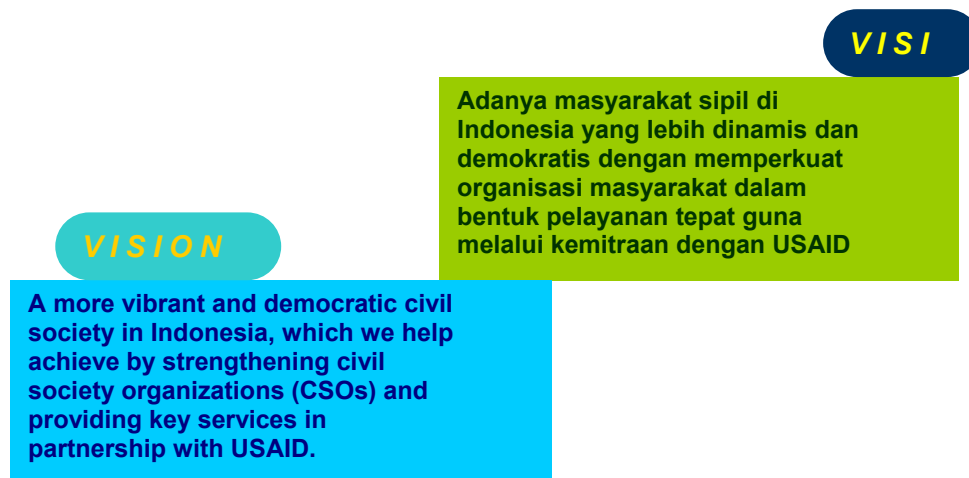 VISI
Adanya masyarakat sipil di
Indonesia yang lebih dinamis dan
demokratis dengan memperkuat
organisasi masyarakat dalam
bentuk pelayanan tepat guna
melalui kemitraan dengan USAID
VISION
A more vibrant and democratic civil
society in Indonesia, which we help
achieve by strengthening civil
society organizations (CSOs) and
providing key services in
partnership with USAID.